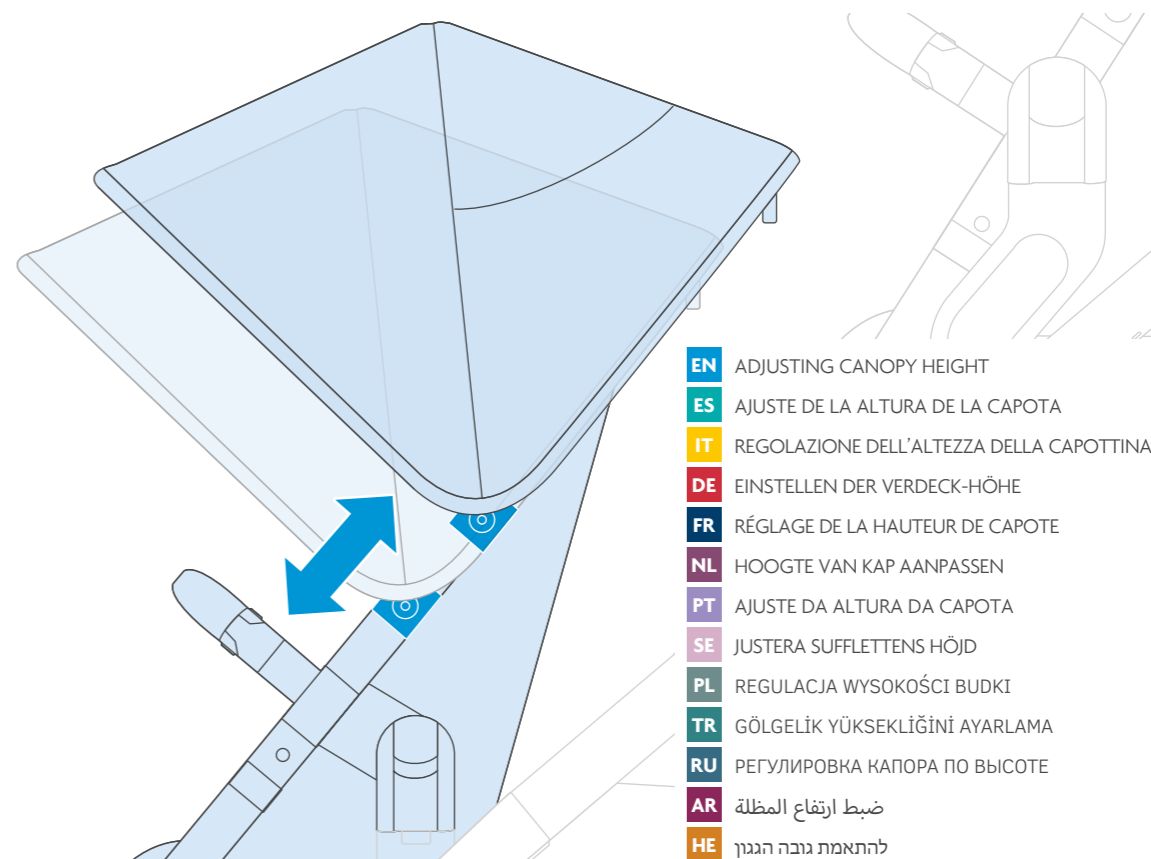 EN ADJUSTING CANOPY HEIGHT
ES AJUSTE DE LA ALTURA DE LA CAPOTA
IT REGOLAZIONE DELL'ALTEZZA DELLA CAPOTTINA
DE EINSTELLEN DER VERDECK-HÖHE
FR RÉGLAGE DE LA HAUTEUR DE CAPOTE
NL HOOGTE VAN KAP AANPASSEN
PT AJUSTE DA ALTURA DA CAPOTA
SE JUSTERA SUFFLETTENS HÖJD
PL REGULACJA WYSOKOŚCI BUDKI
TR GÖLGELİK YÜKSEKLİĞİNİ AYARLAMA
RU РЕГУЛИРОВКА КАПОРА ПО ВЫСОТЕ
AR ضبط ارتفاع المظلة
HE להתאמת גובה הגגון